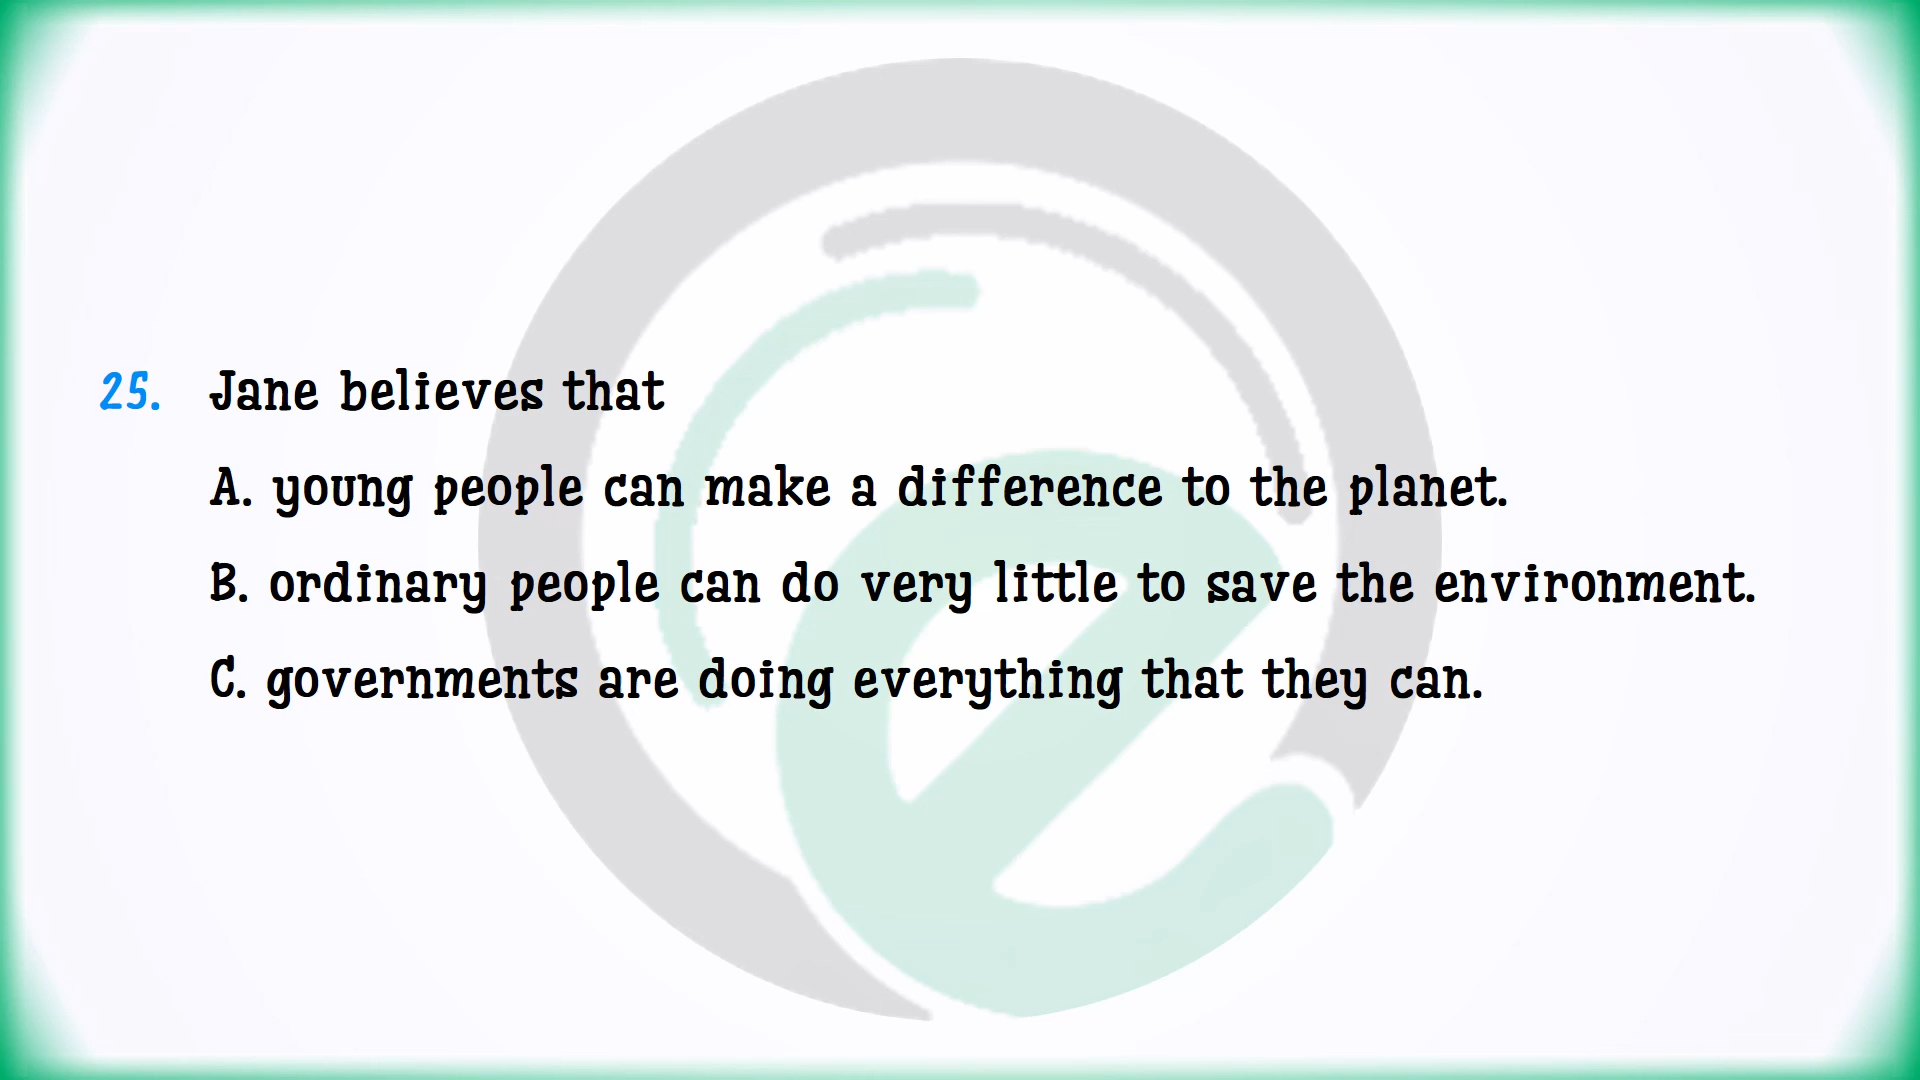 25. Jane believes that
A. young people can make a difference to the planet.
B. ordinary people can do very little to save the environment.
C. governments are doing everything that they can.